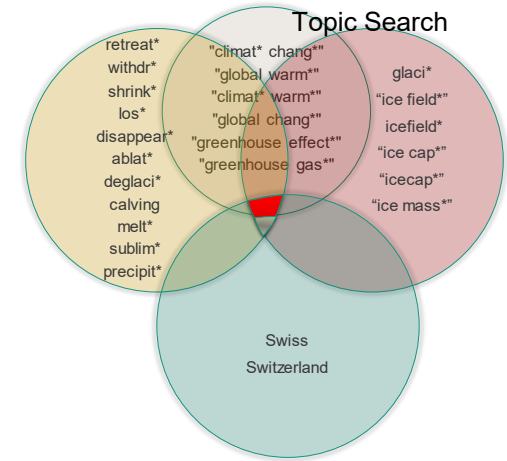 Topic Search
retreat*
withdr*
shrink*
los*
disappear*
ablat*
deglaci*
calving
melt*
sublim*
precipit*
"climat* chang*"
"global warm*"
"climat* warm*"
"global chang*"
"greenhouse effect*"
"greenhouse gas*"
glaci*
“ice field*”
icefield*
“ice cap*”
“icecap*”
“ice mass*”
Swiss
Switzerland